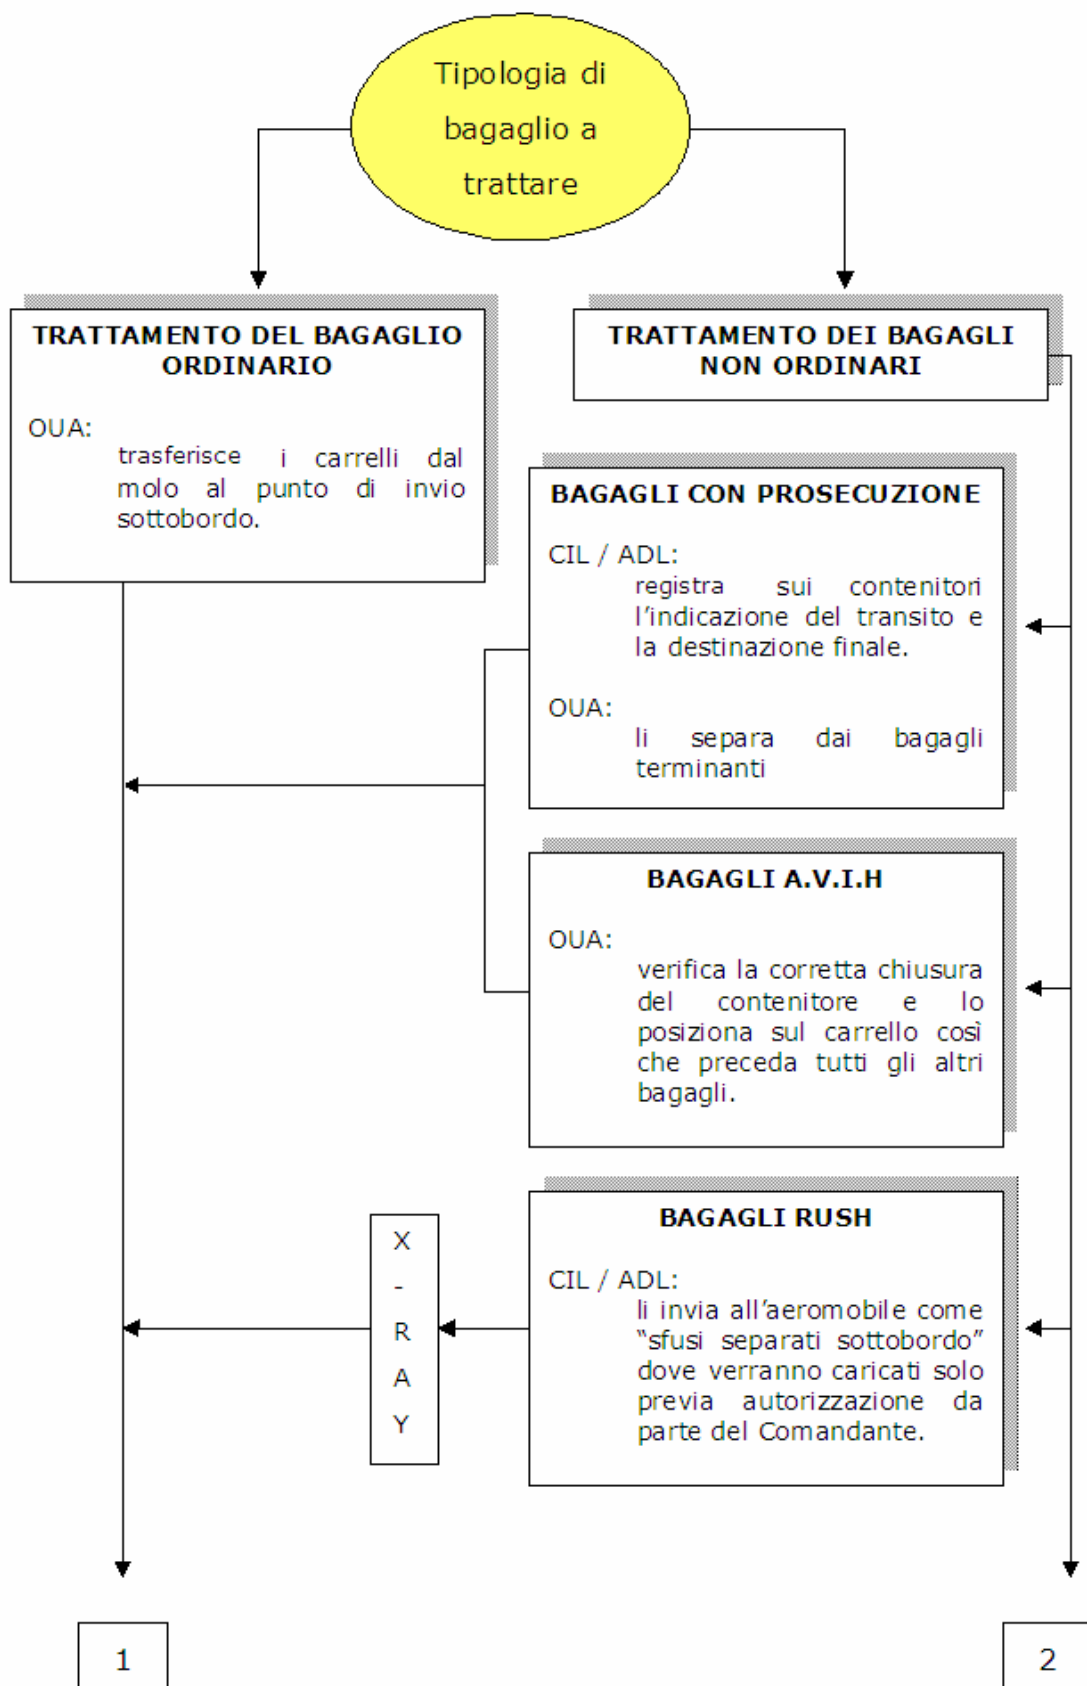 Tipologia di
bagaglio a
trattare
TRATTAMENTO DEL BAGAGLIO
ORDINARIO
OUA:
trasferisce i carrelli dal
molo al punto di invio
sottobordo.
TRATTAMENTO DEI BAGAGLI
NON ORDINARI
BAGAGLI CON PROSECUZIONE
CIL / ADL:
registra sui contenitori
l'indicazione del transito e
la destinazione finale.
OUA:
li separa dai bagagli
terminanti
BAGAGLI A.V.I.H
OUA:
verifica la corretta chiusura
del contenitore e lo
posiziona sul carrello così
che preceda tutti gli altri
bagagli.
BAGAGLI RUSH
CIL / ADL:
li invia all'aeromobile come
“sfusi separati sottobordo”
dove verranno caricati solo
previa autorizzazione da
parte del Comandante.
X
-
R
A
Y
1
2